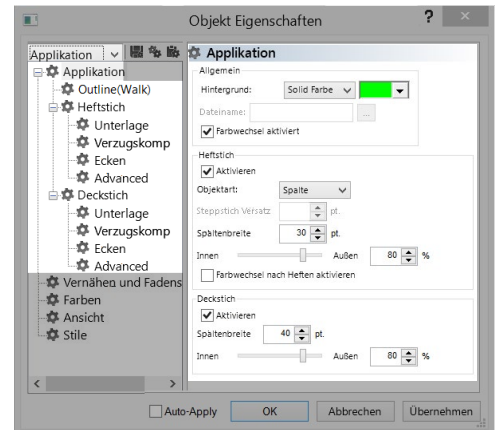 Objekt Eigenschaften
? ×
Applikation
Applikation
Outline(Walk)
Heftstich
Unterlage
Verzugskomp
Ecken
Advanced
Deckstich
Unterlage
Verzugskomp
Ecken
Advanced
Vernähen und Fadens
Farben
Ansicht
Stile
Applikation
Allgemein
Hintergrund: Solid Farbe
Dateiname: ...
Farbwechsel aktiviert
Heftstich
Aktivieren
Objektart: Spalte
Steppstich Versatz pt.
Spaltenbreite 30 pt.
Innen Außen 80 %
Farbwechsel nach Heften aktivieren
Deckstich
Aktivieren
Spaltenbreite 40 pt.
Innen Außen 80 %
Auto-Apply OK Abbrechen Übernehmen